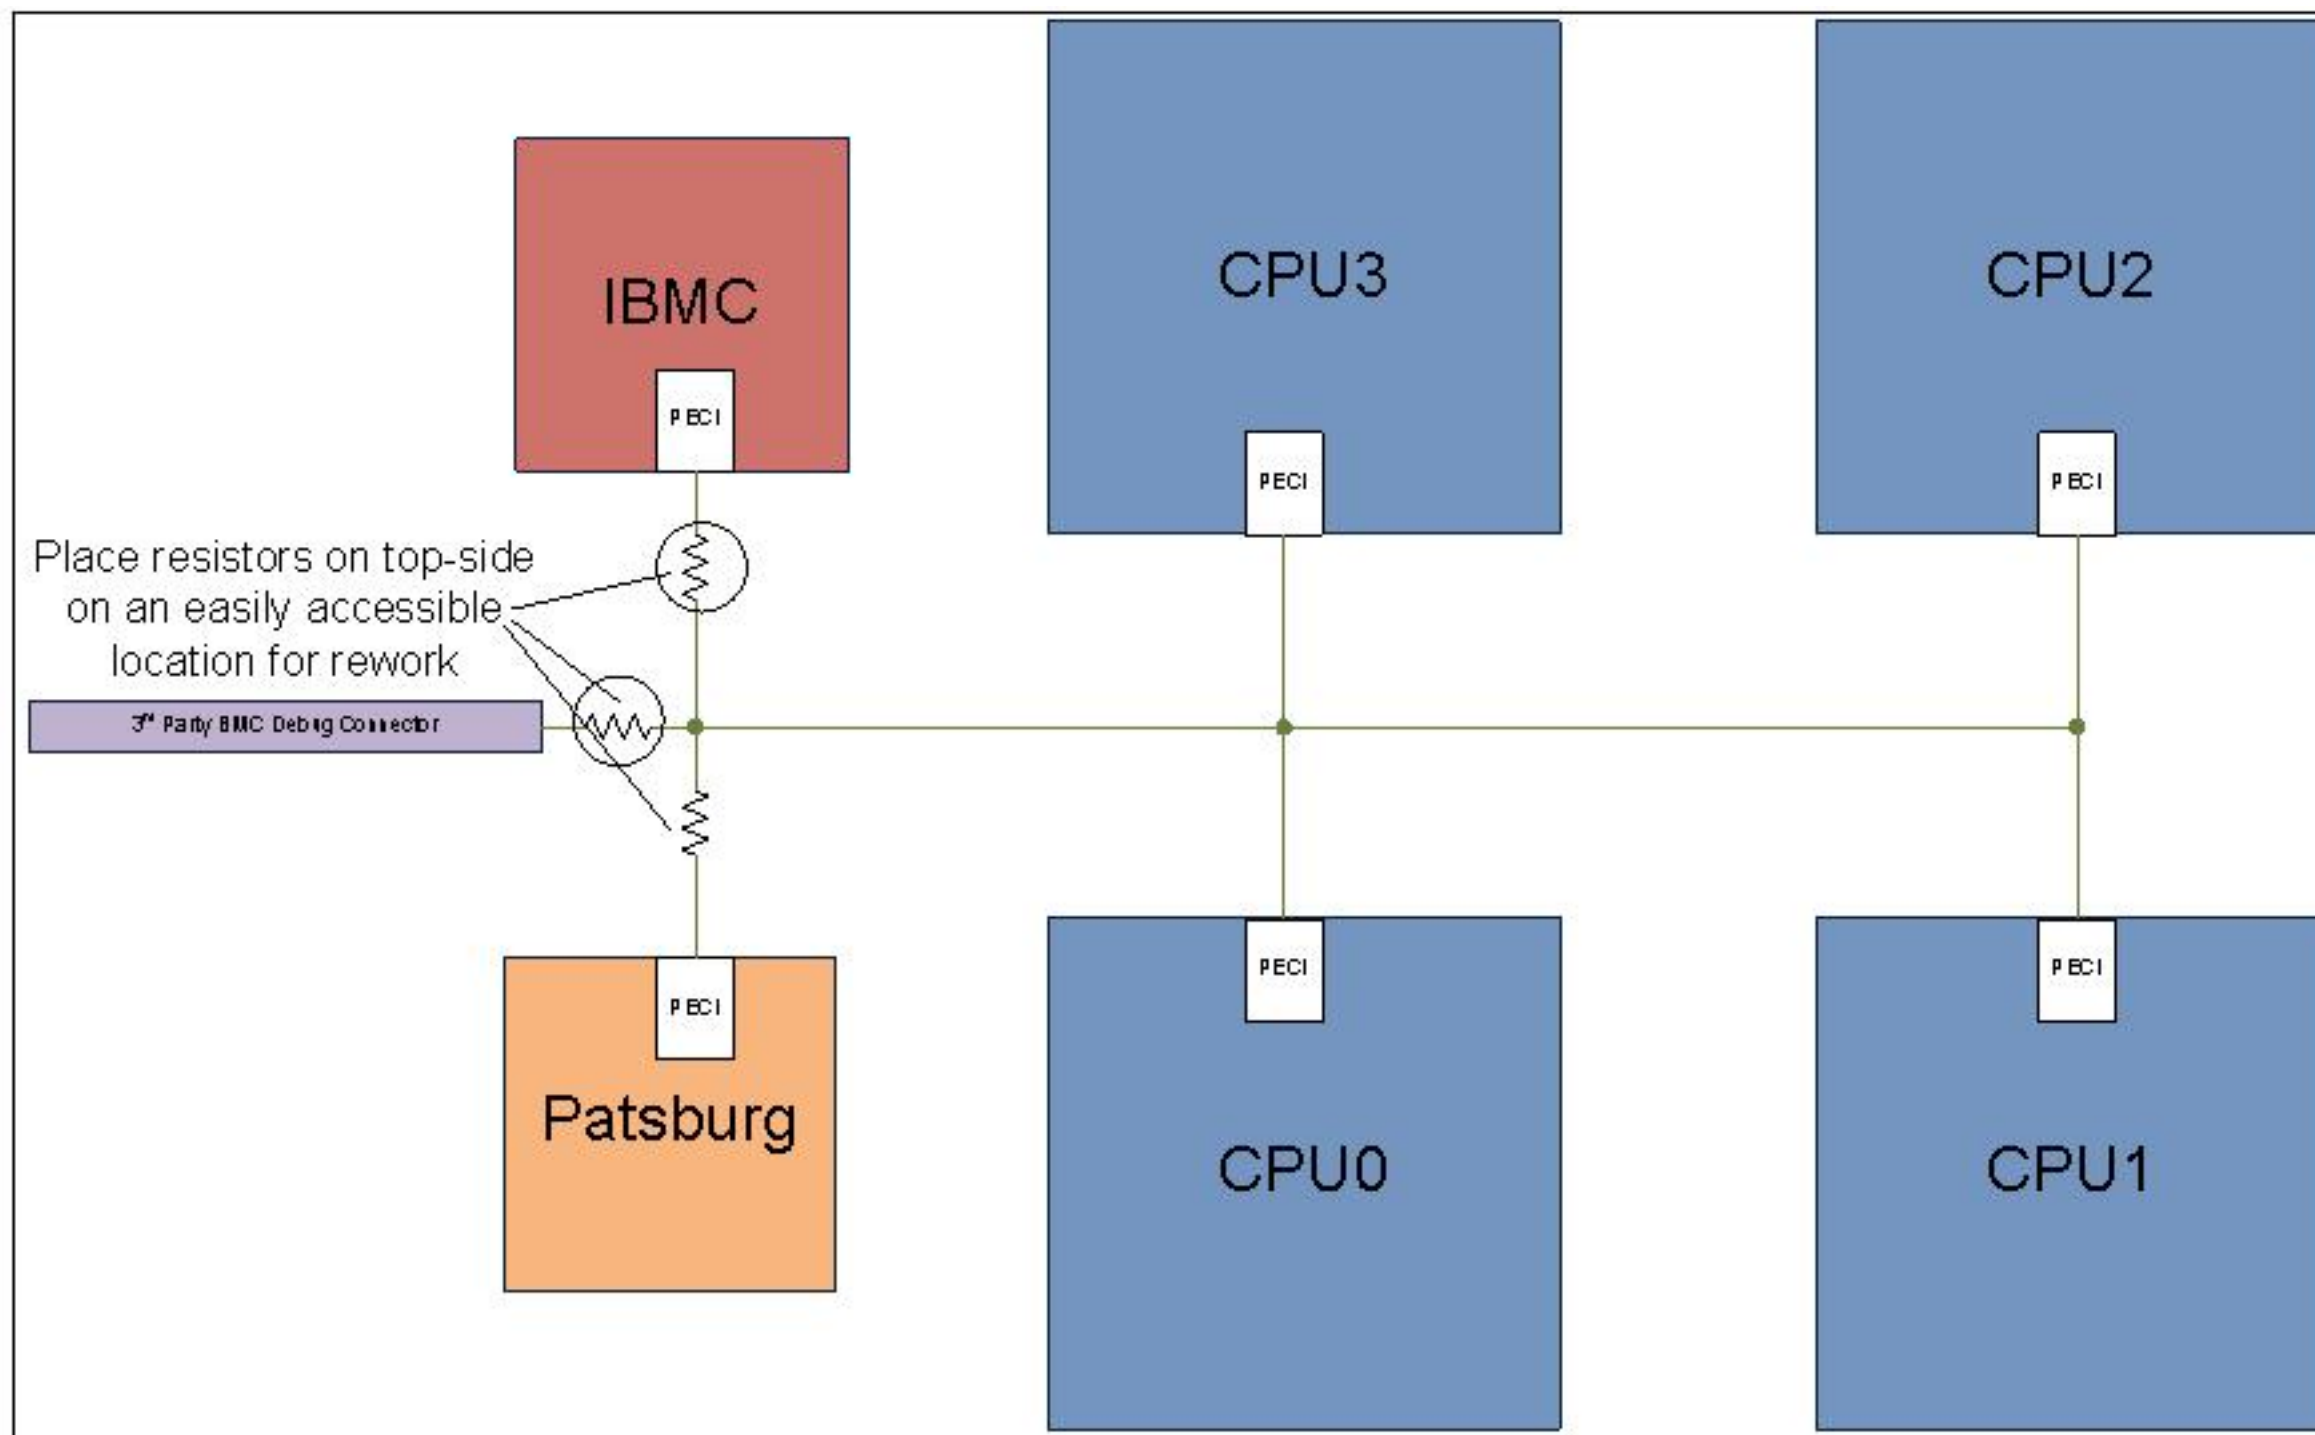 CPU3
CPU2
IBMC
PECI
PECI
PECI
Place resistors on top-side
on an easily accessible
location for rework
3rd Party BMC Debug Connector
PECI
PECI
PECI
Patsburg
CPU0
CPU1